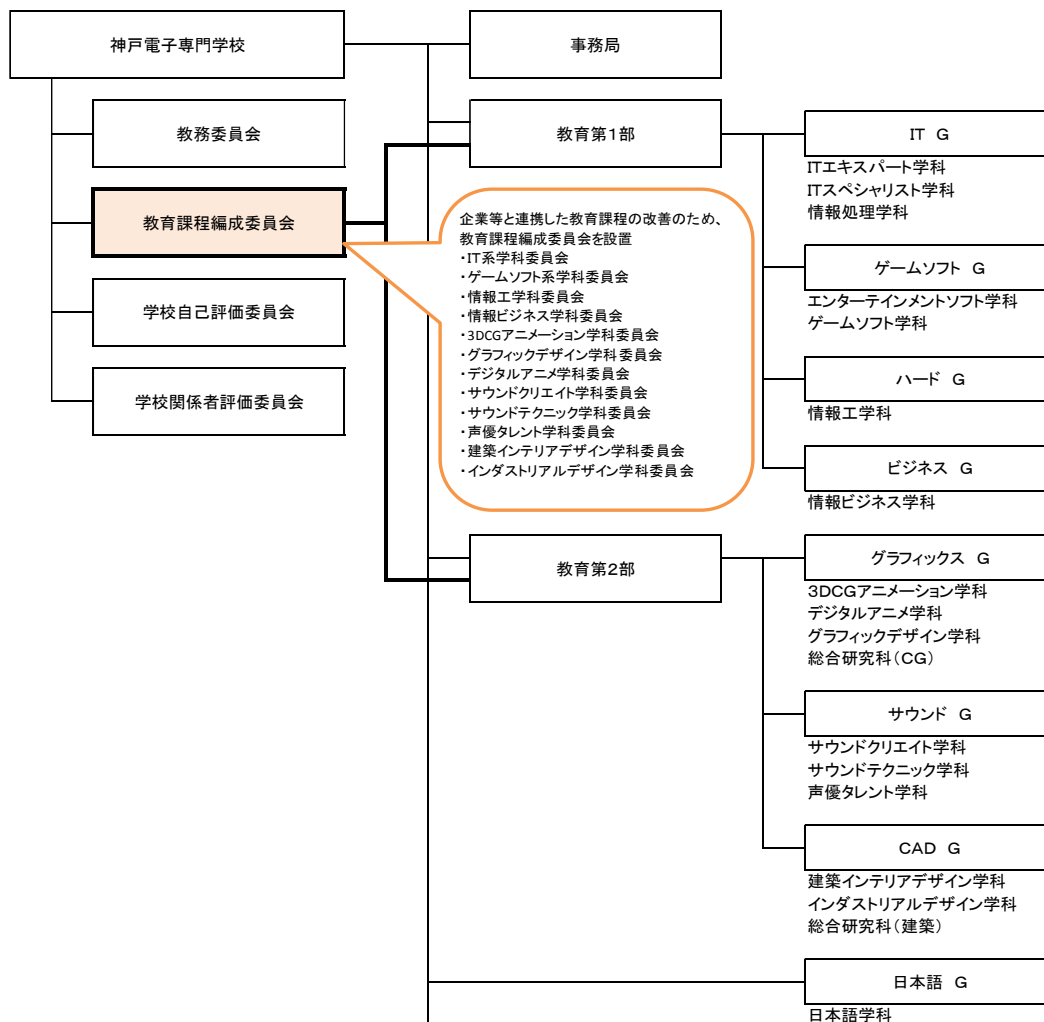 神戸電子専門学校
事務局
教務委員会
教育第1部
IT G
ITエキスパート学科
ITスペシャリスト学科
情報処理学科
教育課程編成委員会
企業等と連携した教育課程の改善のため、
教育課程編成委員会を設置
・IT系学科委員会
・ゲームソフト系学科委員会
・情報工学科委員会
・情報ビジネス学科委員会
・3DCGアニメーション学科委員会
・グラフィックデザイン学科委員会
・デジタルアニメ学科委員会
・サウンドクリエイト学科委員会
・サウンドテクニック学科委員会
・声優タレント学科委員会
・建築インテリアデザイン学科委員会
・インダストリアルデザイン学科委員会
ゲームソフト G
エンターテインメントソフト学科
ゲームソフト学科
学校自己評価委員会
ハード G
情報工学科
学校関係者評価委員会
ビジネス G
情報ビジネス学科
教育第2部
グラフィックス G
3DCGアニメーション学科
デジタルアニメ学科
グラフィックデザイン学科
総合研究科(CG)
サウンド G
サウンドクリエイト学科
サウンドテクニック学科
声優タレント学科
CAD G
建築インテリアデザイン学科
インダストリアルデザイン学科
総合研究科(建築)
日本語 G
日本語学科